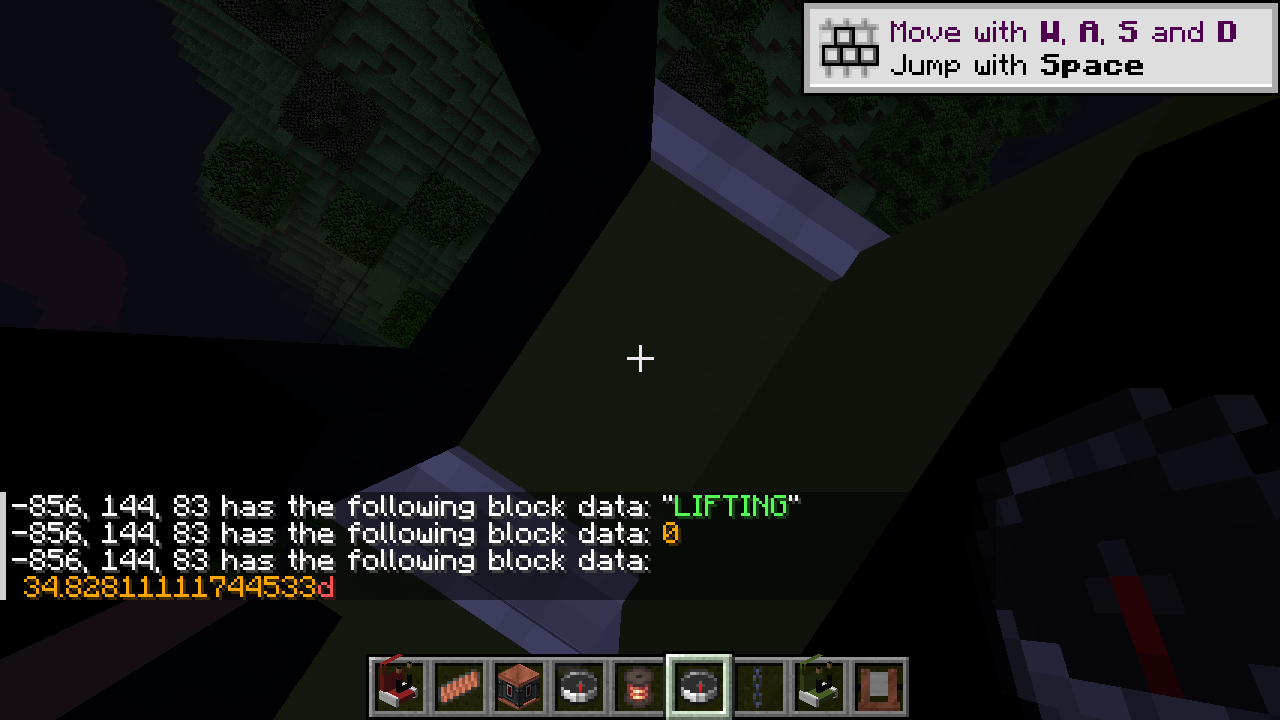 Move with W, A, S and D
Jump with Space
-856, 144, 83 has the following block data: "LIFTING"
-856, 144, 83 has the following block data: 0
-856, 144, 83 has the following block data:
34.82811111744533d